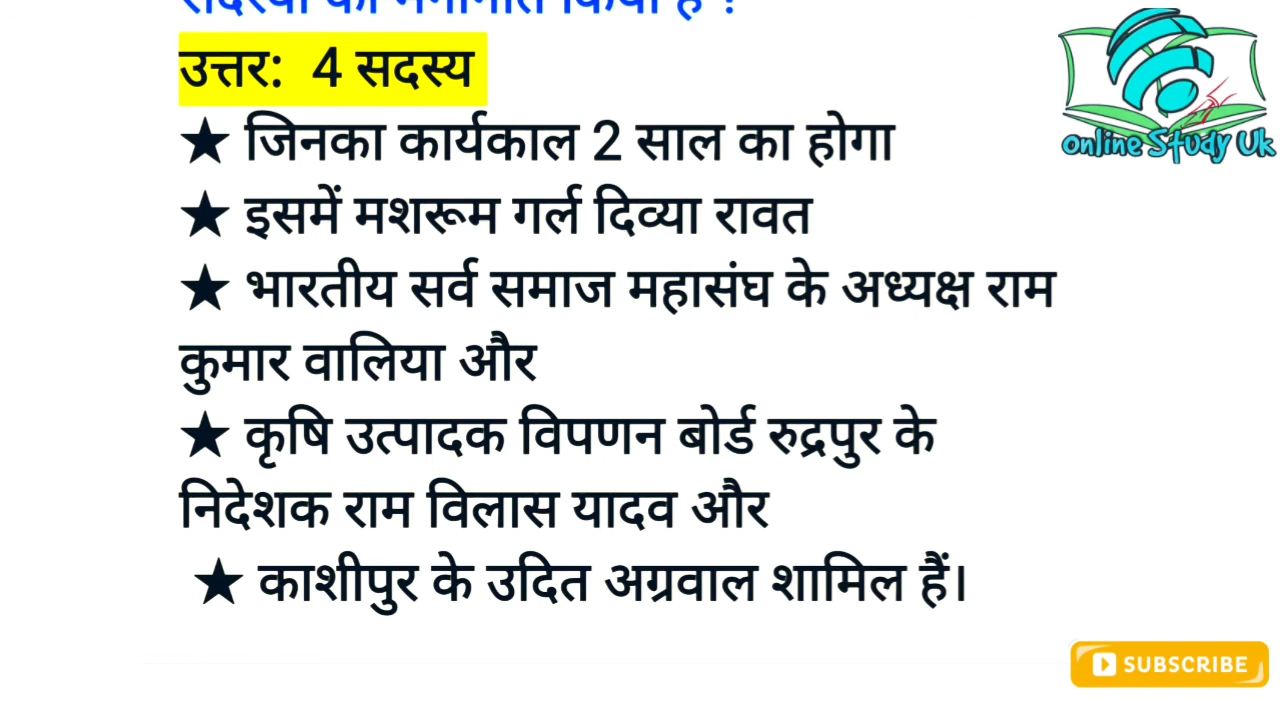 उत्तर: 4 सदस्य
★ जिनका कार्यकाल 2 साल का होगा
★ इसमें मशरूम गर्ल दिव्या रावत
★ भारतीय सर्व समाज महासंघ के अध्यक्ष राम
कुमार वालिया और
★ कृषि उत्पादक विपणन बोर्ड रुद्रपुर के
निदेशक राम विलास यादव और
★ काशीपुर के उदित अग्रवाल शामिल हैं।
Online Study Uk
SUBSCRIBE